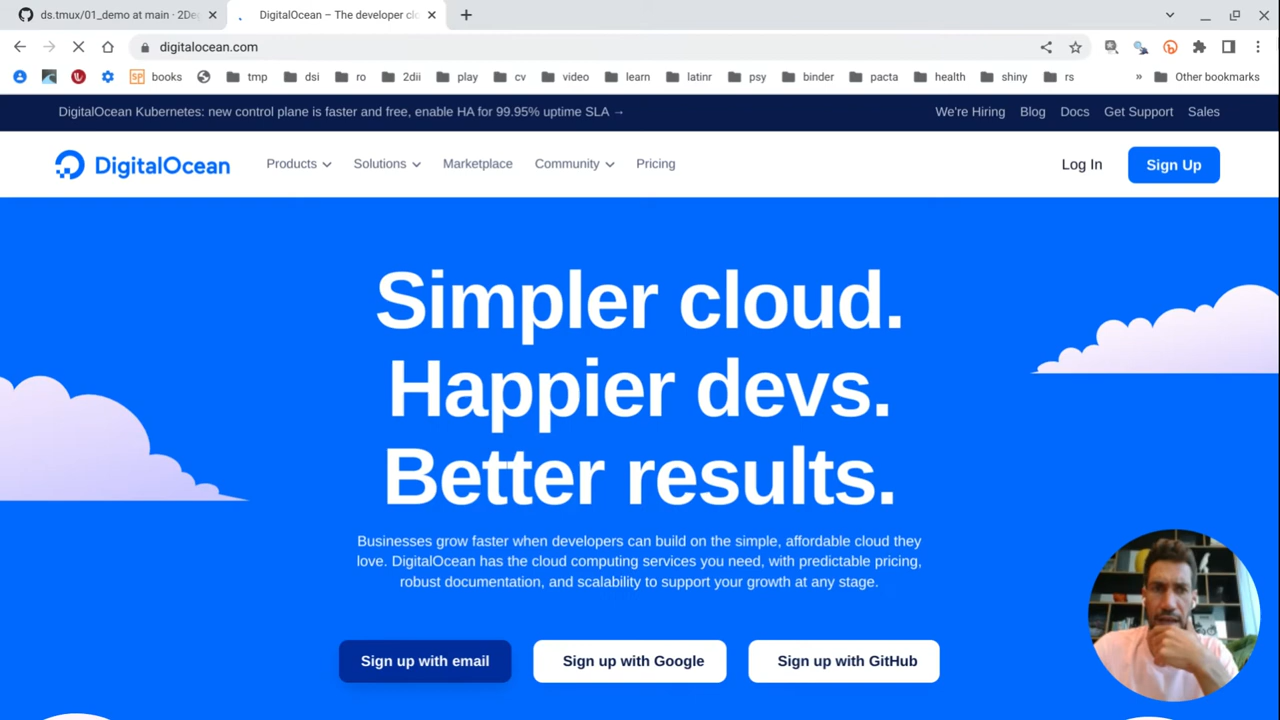 ds.tmux/01_demo at main · 2De
DigitalOcean – The developer clo
digitalocean.com
books
tmp
dsi
ro
2dii
play
cv
video
learn
latinr
psy
binder
pacta
health
shiny
rs
»
Other bookmarks
DigitalOcean Kubernetes: new control plane is faster and free, enable HA for 99.95% uptime SLA →
We're Hiring
Blog
Docs
Get Support
Sales
DigitalOcean
Products
Solutions
Marketplace
Community
Pricing
Log In
Sign Up
Simpler cloud.
Happier devs.
Better results.
Businesses grow faster when developers can build on the simple, affordable cloud they
love. DigitalOcean has the cloud computing services you need, with predictable pricing,
robust documentation, and scalability to support your growth at any stage.
Sign up with email
Sign up with Google
Sign up with GitHub